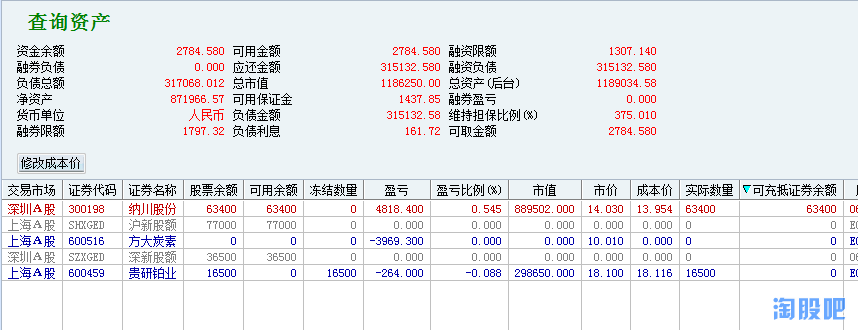 查询资产
资金余额 2784.580 可用金额 2784.580 融资限额 1307.140
融券负债 0.000 应还金额 315132.580 融资负债 315132.580
负债总额 317068.012 总市值 1186250.00 总资产(后台) 1189034.58
净资产 871966.57 可用保证金 1437.85 融券盈亏 0.000
货币单位 人民币 负债金额 315132.58 维持担保比例(%) 375.010
融券限额 1797.32 负债利息 161.72 可取金额 2784.580
修改成本价
交易市场 证券代码 证券名称 股票余额 可用余额 冻结数量 盈亏 盈亏比例(%) 市值 市价 成本价 实际数量 可充抵证券余额 股
深圳A股 300198 纳川股份 63400 63400 0 4818.400 0.545 889502.000 14.030 13.954 63400 63400 06
上海A股 SHXGED 沪新股额 77000 77000 0 0.000 0.000 0.000 0.000 0.000 0 0 E0
上海A股 600516 方大炭素 0 0 0 -3969.300 0.000 0.000 10.010 0.000 0 0 E0
深圳A股 SZXGED 深新股额 36500 36500 0 0.000 0.000 0.000 0.000 0.000 0 0 06
上海A股 600459 贵研铂业 16500 0 16500 -264.000 -0.088 298650.000 18.100 18.116 16500 0 E0
淘股吧